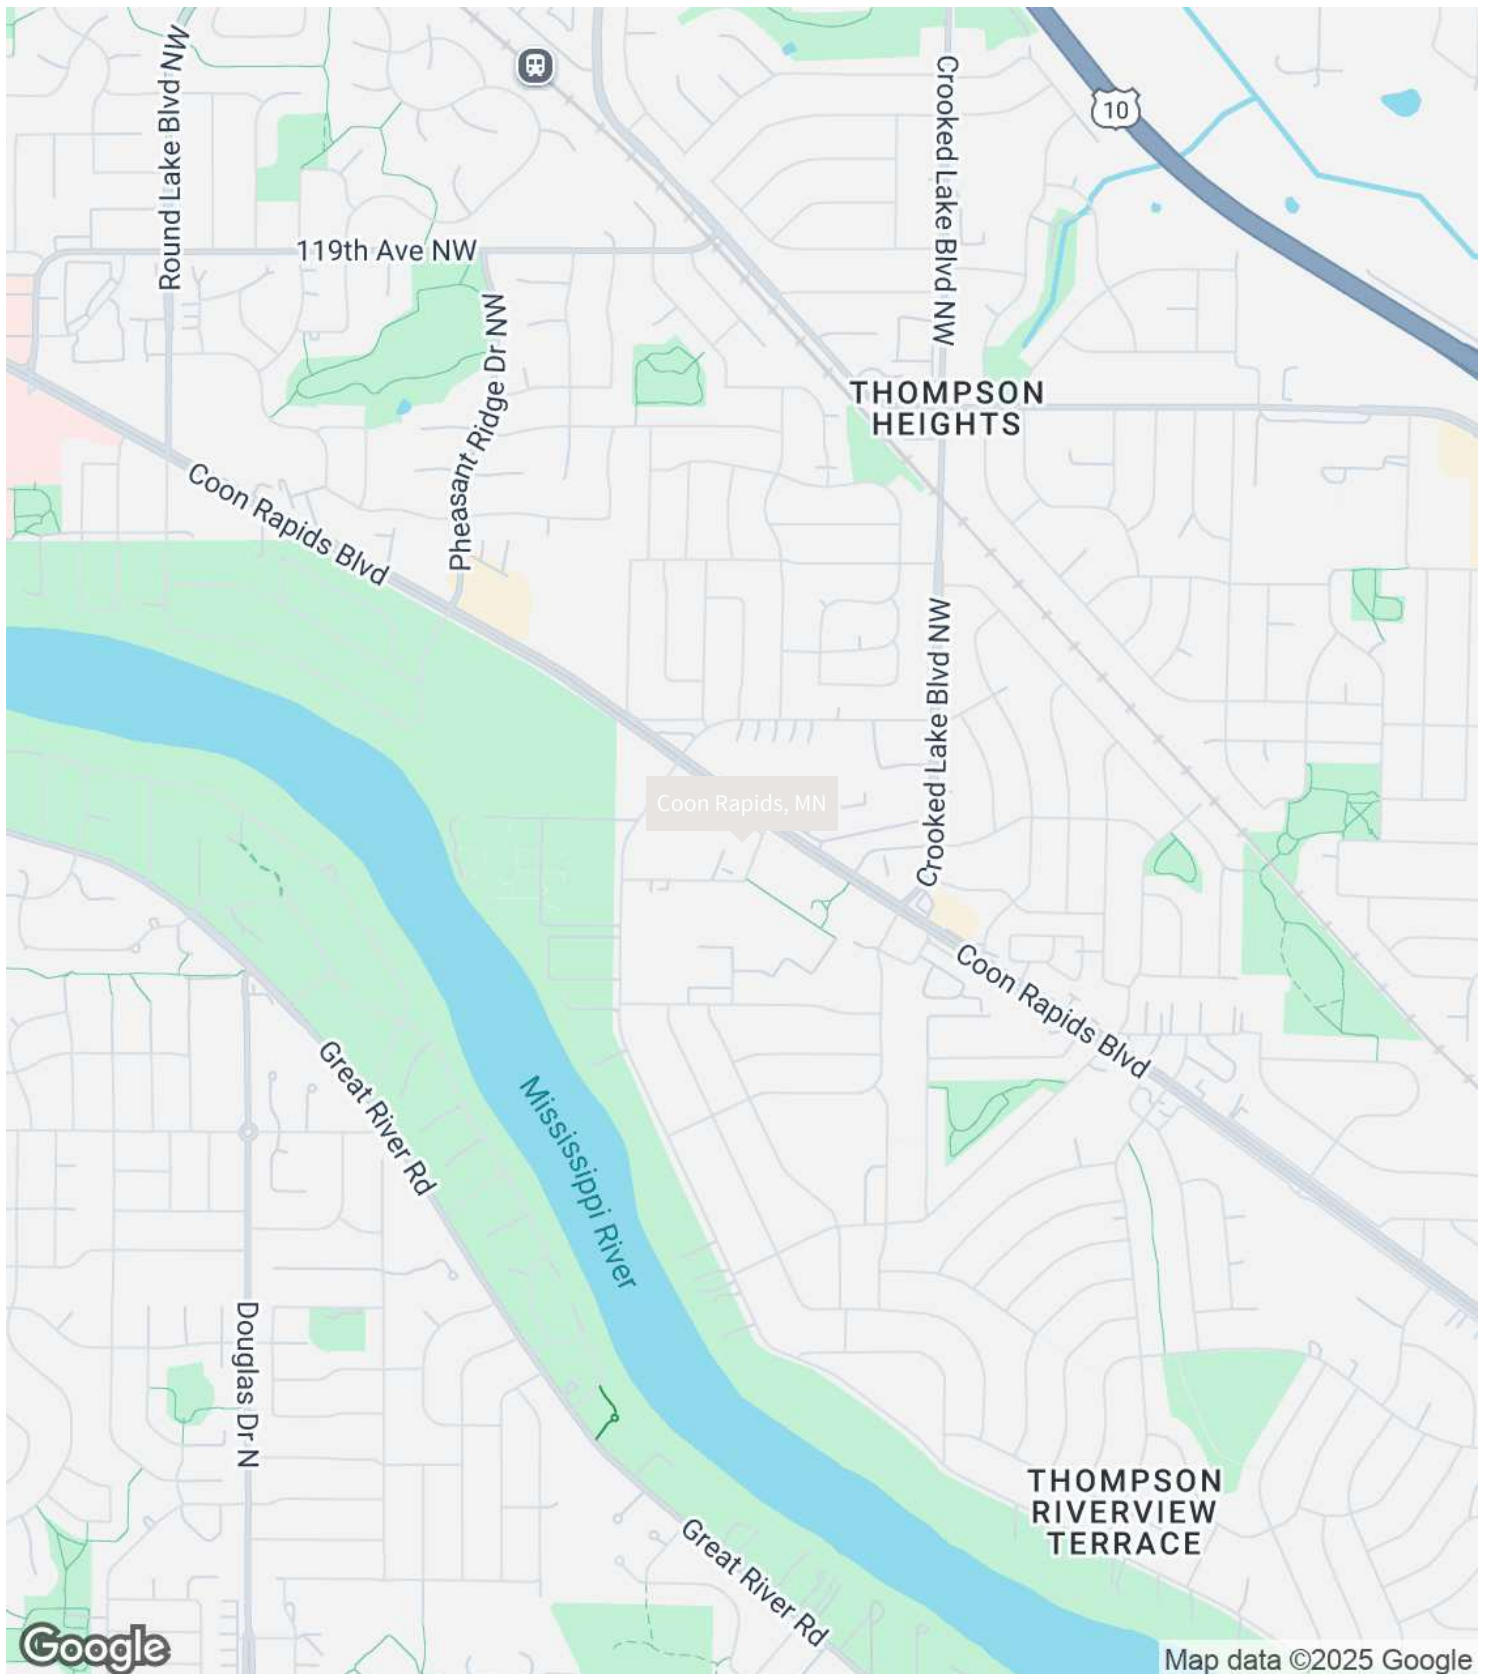 Round Lake Blvd NW
Crooked Lake Blvd NW
10
119th Ave NW
Pheasant Ridge Dr NW
THOMPSON
HEIGHTS
Coon Rapids Blvd
Crooked Lake Blvd NW
Coon Rapids, MN
Coon Rapids Blvd
Great River Rd
Mississippi River
Douglas Dr N
THOMPSON
RIVERVIEW
TERRACE
Great River Rd
Google
Map data ©2025 Google